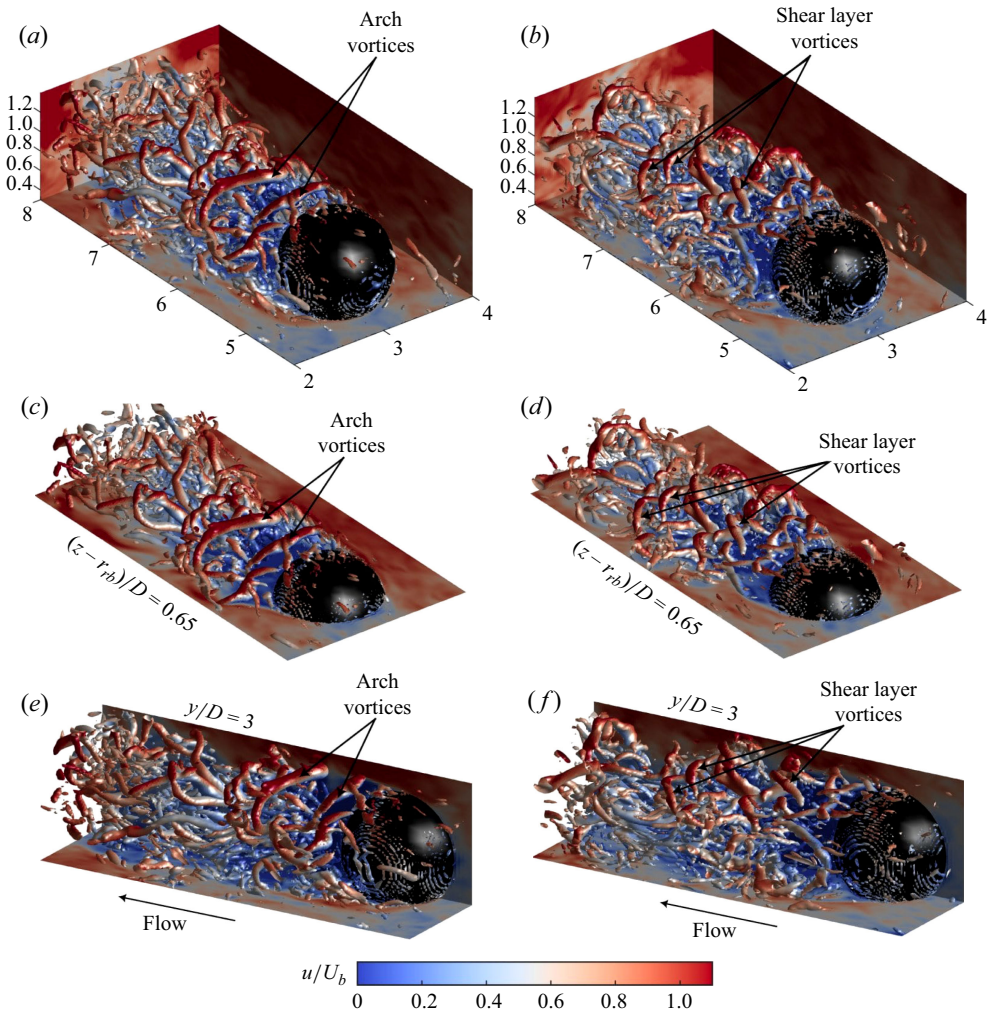 (a)
Arch
vortices
1.2
1.0
0.8
0.6
0.4
8
7
6
5
2
3
4
(b)
Shear layer
vortices
1.2
1.0
0.8
0.6
0.4
8
7
6
5
2
3
4
(c)
Arch
vortices
(z – r_rb)/D = 0.65
(d)
Shear layer
vortices
(z – r_rb)/D = 0.65
(e)
y/D = 3
Arch
vortices
Flow
(f)
y/D = 3
Shear layer
vortices
Flow
u/U_b
0 0.2 0.4 0.6 0.8 1.0